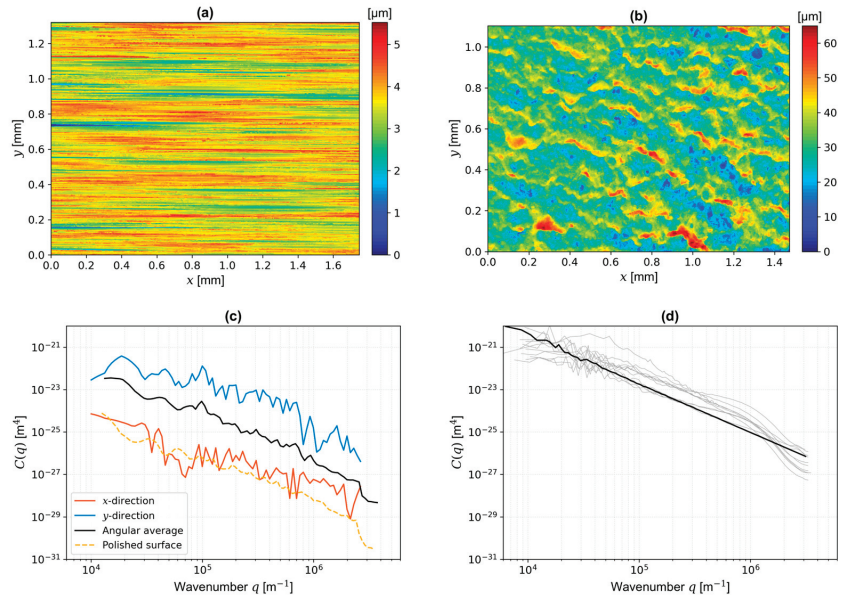 (a)
[µm]
1.2
1.0
0.8
0.6
0.4
0.2
0.0
y [mm]
0.0 0.2 0.4 0.6 0.8 1.0 1.2 1.4 1.6
x [mm]
5
4
3
2
1
0
(b)
[µm]
1.0
0.8
0.6
0.4
0.2
0.0
y [mm]
0.0 0.2 0.4 0.6 0.8 1.0 1.2 1.4
x [mm]
60
50
40
30
20
10
0
(c)
10⁻²¹
10⁻²³
10⁻²⁵
10⁻²⁷
10⁻²⁹
10⁻³¹
C(q) [m⁴]
x-direction
y-direction
Angular average
Polished surface
10⁴ 10⁵ 10⁶
Wavenumber q [m⁻¹]
(d)
10⁻²¹
10⁻²³
10⁻²⁵
10⁻²⁷
10⁻²⁹
10⁻³¹
C(q) [m⁴]
10⁴ 10⁵ 10⁶
Wavenumber q [m⁻¹]